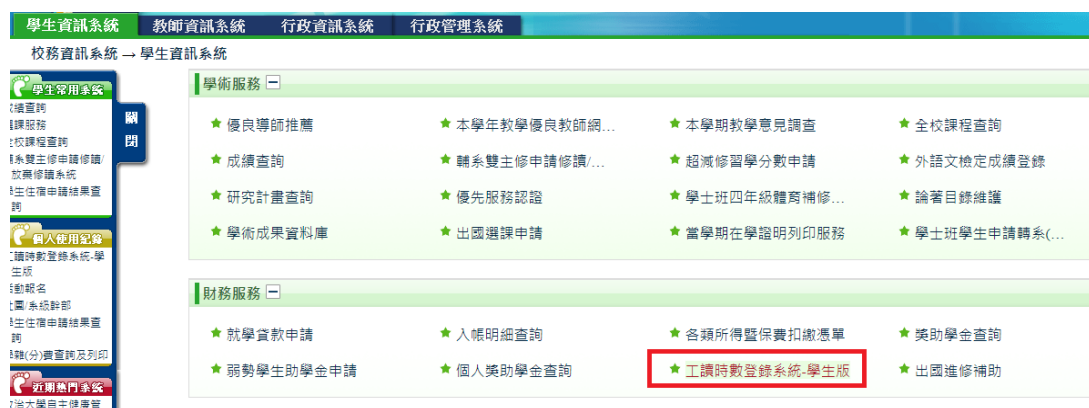 學生資訊系統 教師資訊系統 行政資訊系統 行政管理系統
校務資訊系統 → 學生資訊系統
學生常用系統
績查詢
課服務
校課程查詢
系雙主修申請修讀/
放棄修讀系統
生住宿申請結果查
詢
關閉
個人使用紀錄
讀時數登錄系統-學
生版
動報名
團/系級幹部
生住宿申請結果查
詢
雜(分)費查詢及列印
近期熱門系統
治大學自主健康管
學術服務
優良導師推薦 本學年教學優良教師網... 本學期教學意見調查 全校課程查詢
成績查詢 輔系雙主修申請修讀/... 超減修習學分數申請 外語文檢定成績登錄
研究計畫查詢 優先服務認證 學士班四年級體育補修... 論著目錄維護
學術成果資料庫 出國選課申請 當學期在學證明列印服務 學士班學生申請轉系(...
財務服務
就學貸款申請 入帳明細查詢 各類所得暨保費扣繳憑單 獎助學金查詢
弱勢學生助學金申請 個人獎助學金查詢 工讀時數登錄系統-學生版 出國進修補助